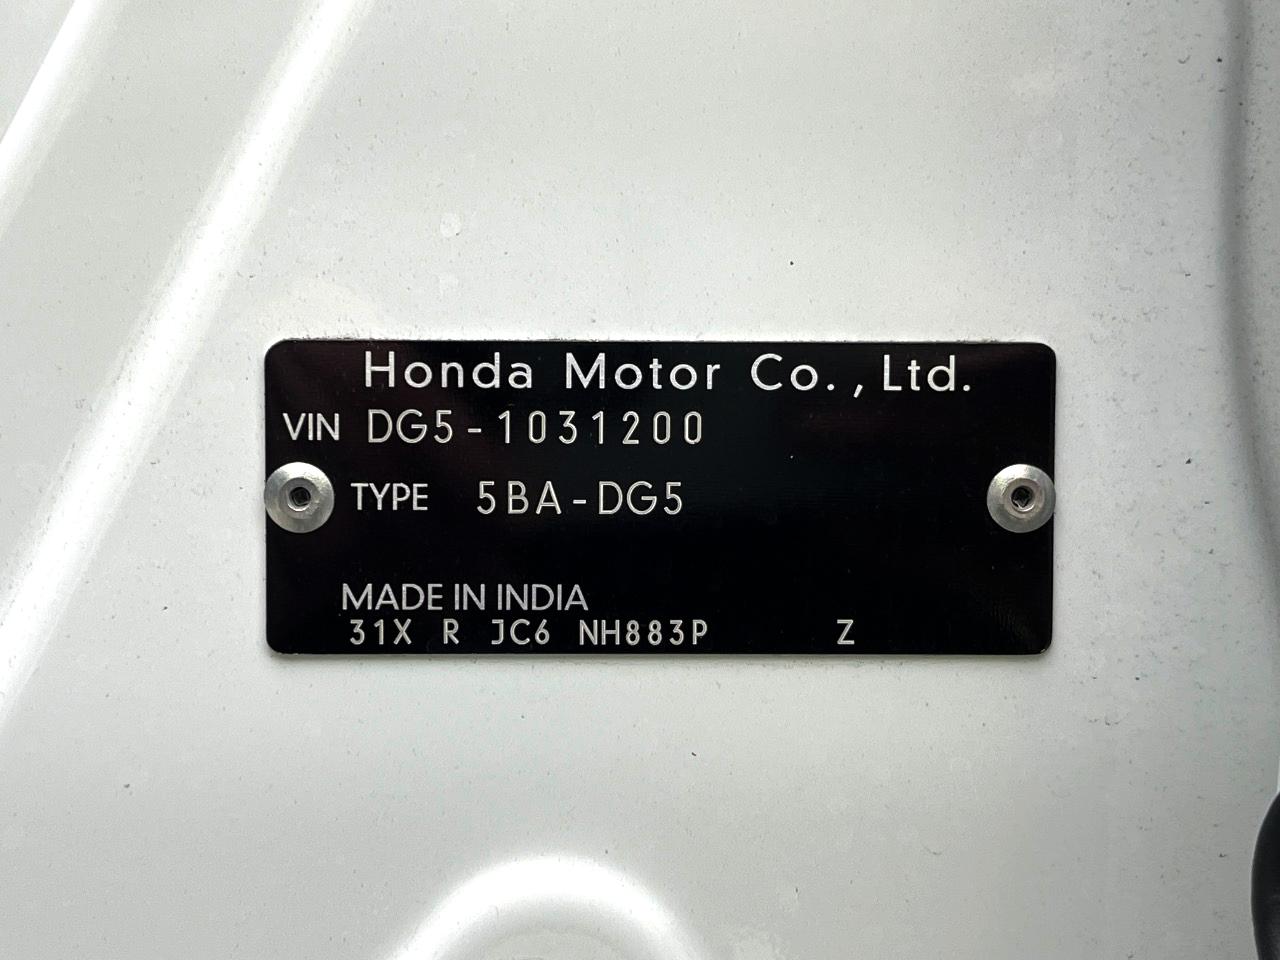 Honda Motor Co., Ltd.
VIN DG5-1031200
TYPE 5BA-DG5
MADE IN INDIA
31X R JC6 NH883P Z